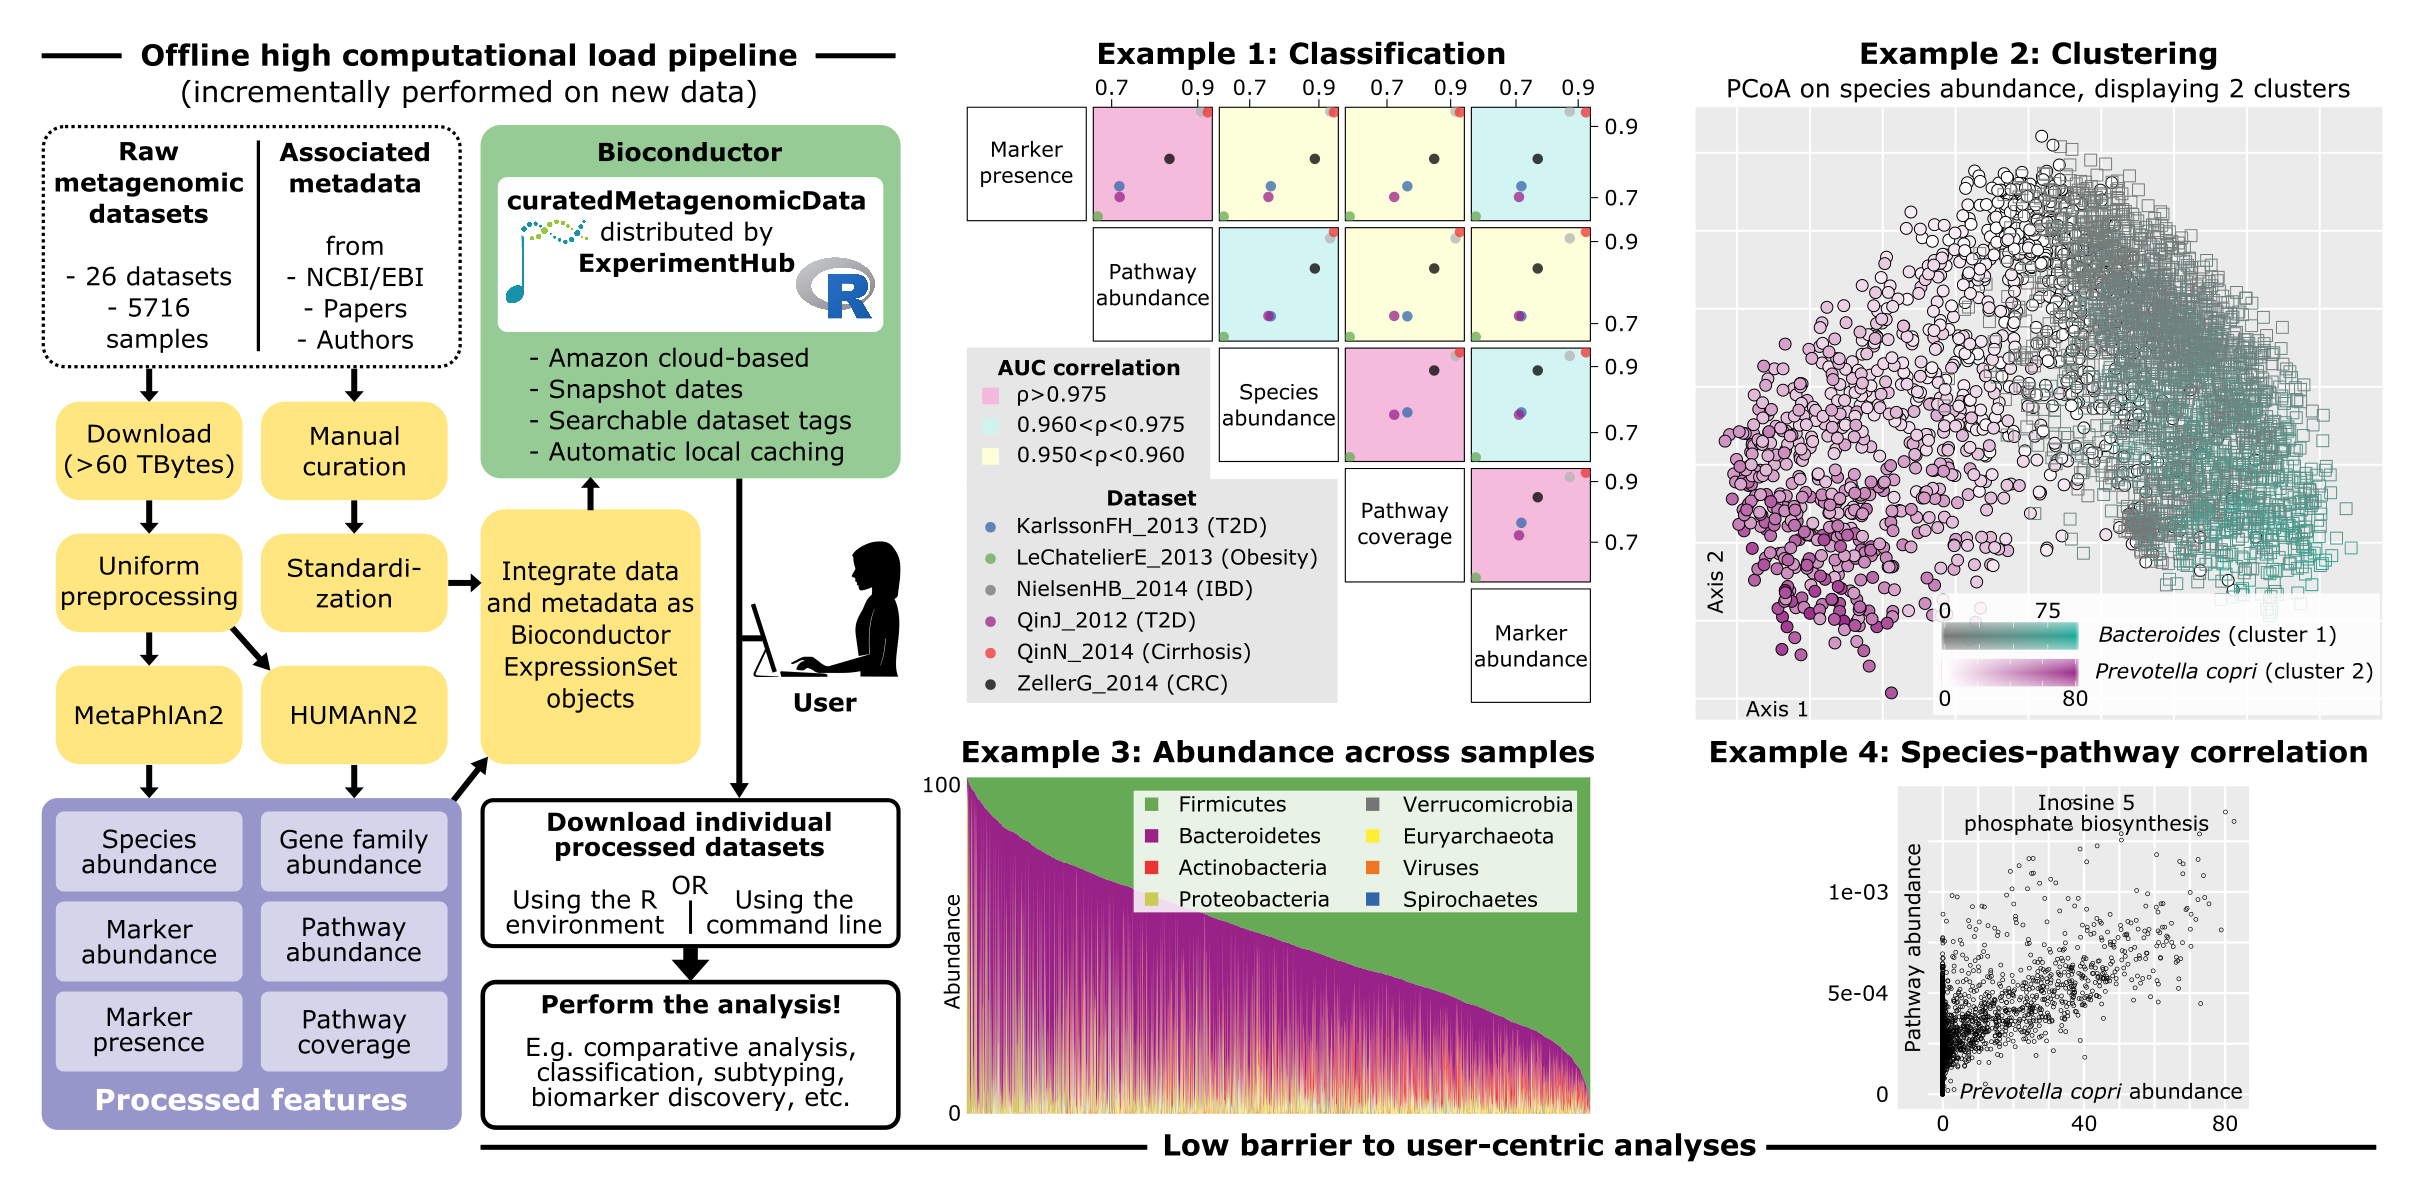 Offline high computational load pipeline
(incrementally performed on new data)
Raw
metagenomic
datasets
- 26 datasets
- 5716
samples
Associated
metadata
from
- NCBI/EBI
- Papers
- Authors
Download
(>60 TBytes)
Manual
curation
Uniform
preprocessing
Standardi-
zation
MetaPhlAn2
HUMAnN2
Species
abundance
Gene family
abundance
Marker
abundance
Pathway
abundance
Marker
presence
Pathway
coverage
Processed features
Bioconductor
curatedMetagenomicData
distributed by
ExperimentHub
R
- Amazon cloud-based
- Snapshot dates
- Searchable dataset tags
- Automatic local caching
Integrate data
and metadata as
Bioconductor
ExpressionSet
objects
User
Download individual
processed datasets
Using the R
environment
OR
Using the
command line
Perform the analysis!
E.g. comparative analysis,
classification, subtyping,
biomarker discovery, etc.
Example 1: Classification
0.7 0.9 0.7 0.9 0.7 0.9 0.7 0.9
Marker
presence
0.9
0.7
Pathway
abundance
0.9
0.7
Species
abundance
0.9
0.7
Pathway
coverage
0.9
0.7
Marker
abundance
AUC correlation
ρ>0.975
0.960<ρ<0.975
0.950<ρ<0.960
Dataset
KarlssonFH_2013 (T2D)
LeChatelierE_2013 (Obesity)
NielsenHB_2014 (IBD)
QinJ_2012 (T2D)
QinN_2014 (Cirrhosis)
ZellerG_2014 (CRC)
Example 2: Clustering
PCoA on species abundance, displaying 2 clusters
Axis 2
Axis 1
0 75
Bacteroides (cluster 1)
Prevotella copri (cluster 2)
0 80
Example 3: Abundance across samples
100
Abundance
0
Firmicutes
Bacteroidetes
Actinobacteria
Proteobacteria
Verrucomicrobia
Euryarchaeota
Viruses
Spirochaetes
Example 4: Species-pathway correlation
Inosine 5
phosphate biosynthesis
Pathway abundance
1e-03
5e-04
0
Prevotella copri abundance
0 40 80
Low barrier to user-centric analyses